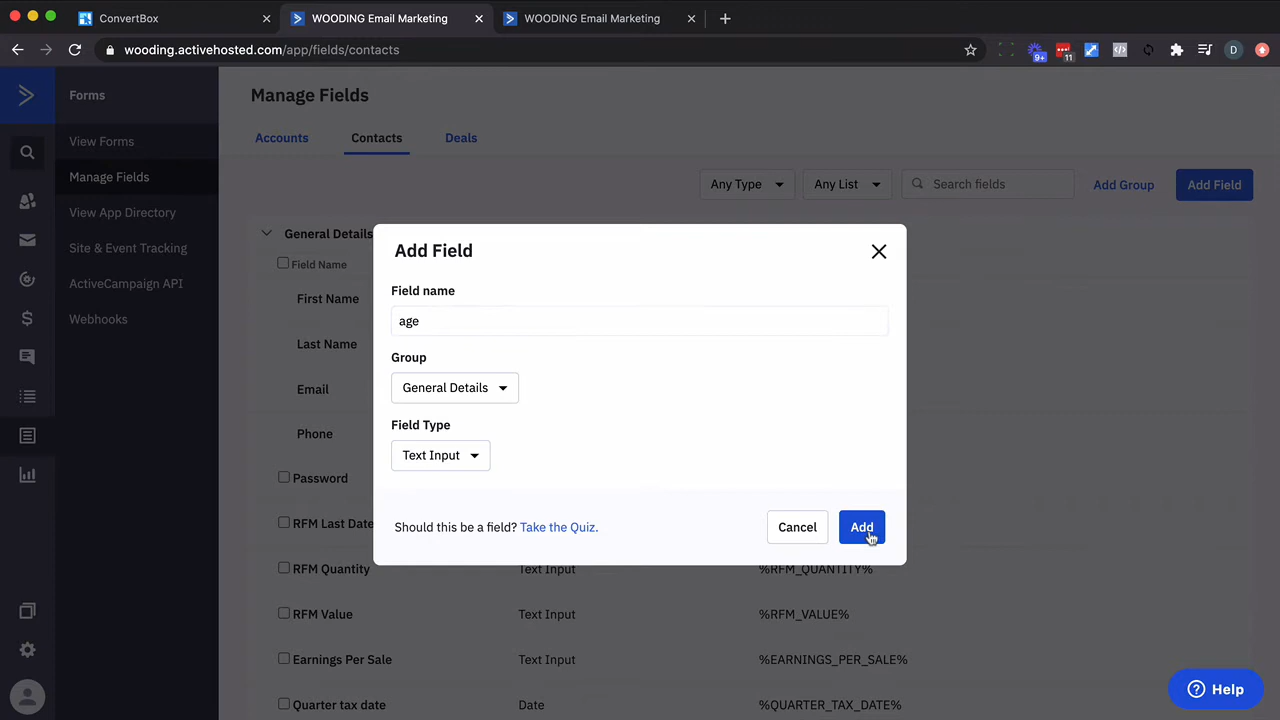 ConvertBox
WOODING Email Marketing
WOODING Email Marketing
wooding.activehosted.com/app/fields/contacts
9+
11
D
Forms
View Forms
Manage Fields
View App Directory
Site & Event Tracking
ActiveCampaign API
Webhooks
Manage Fields
Accounts
Contacts
Deals
Any Type
Any List
Search fields
Add Group
Add Field
General Details
Field Name
First Name
Last Name
Email
Phone
Password
RFM Last Date
RFM Quantity
Text Input
%RFM_QUANTITY%
RFM Value
Text Input
%RFM_VALUE%
Earnings Per Sale
Text Input
%EARNINGS_PER_SALE%
Quarter tax date
Date
%QUARTER_TAX_DATE%
Add Field
Field name
age
Group
General Details
Field Type
Text Input
Should this be a field? Take the Quiz.
Cancel
Add
Help